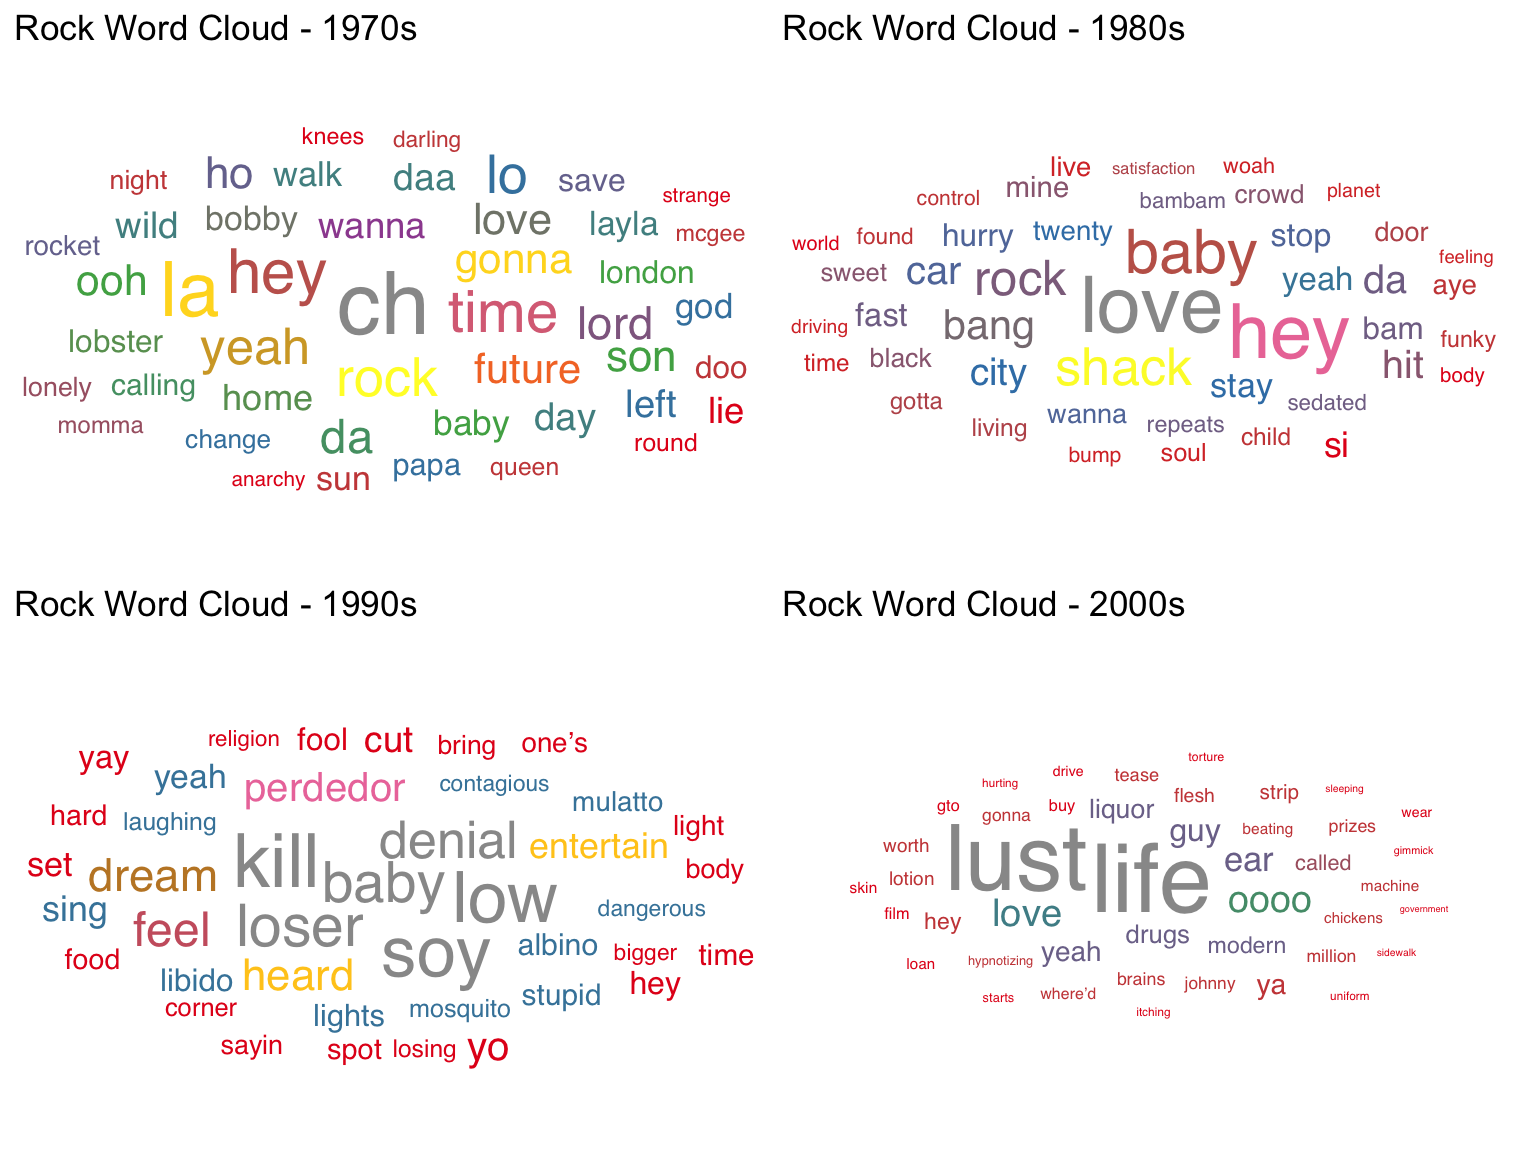 Rock Word Cloud - 1970s
knees darling
ho walk daa lo save
night strange
wild bobby wanna love layla mcgee
rocket
ooh la hey ch gonna london
time lord god
lobster yeah
rock future son doo
lonely calling home
baby day left lie
momma change da round
papa queen
anarchy sun
Rock Word Cloud - 1980s
live satisfaction woah
control mine bambam crowd planet
world found hurry twenty baby stop door
feeling
sweet car rock love yeah da aye
driving fast bang hey bam funky
time black city shack stay hit body
gotta wanna sedated
living repeats child si
bump soul
Rock Word Cloud - 1990s
religion fool cut bring one's
yay yeah perdedor contagious
mulatto
hard laughing light
denial entertain
set dream kill baby low body
sing feel loser dangerous
soy albino bigger time
food libido heard hey
corner lights mosquito stupid
sayin spot losing yo
Rock Word Cloud - 2000s
torture
hurting drive tease sleeping
gto gonna buy liquor flesh strip wear
guy beating prizes
worth lust life ear called gimmick
skin lotion oooo machine
film hey love chickens government
yeah drugs modern million sidewalk
loan hypnotizing
starts where'd brains johnny ya uniform
itching